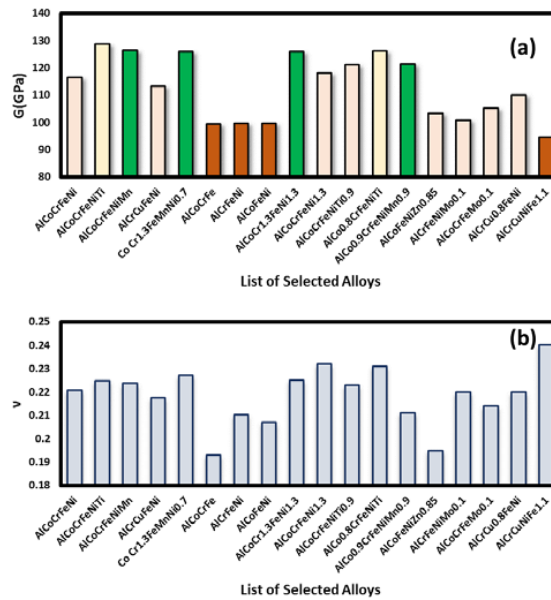 (a)
G(GPa)
140
130
120
110
100
90
80
AlCoCrFeNi
AlCoCrFeNiTi
AlCoCrFeNiMn
AlCrCuFeNi
Co Cr1.3FeMnNi0.7
AlCoCrFe
AlCrFeNi
AlCoFeNi
AlCoCr1.3FeNi1.3
AlCoCrFeNi1.3
AlCoCrFeNiTi0.9
AlCo0.8CrFeNiTi
AlCo0.9CrFeNiMn0.9
AlCoFeNiZn0.85
AlCrFeNiMo0.1
AlCoCrFeMo0.1
AlCrCu0.8FeNi
AlCrCuNiFe1.1
List of Selected Alloys
(b)
ν
0.25
0.24
0.23
0.22
0.21
0.2
0.19
0.18
AlCoCrFeNi
AlCoCrFeNiTi
AlCoCrFeNiMn
AlCrCuFeNi
Co Cr1.3FeMnNi0.7
AlCoCrFe
AlCrFeNi
AlCoFeNi
AlCoCr1.3FeNi1.3
AlCoCrFeNi1.3
AlCoCrFeNiTi0.9
AlCo0.8CrFeNiTi
AlCo0.9CrFeNiMn0.9
AlCoFeNiZn0.85
AlCrFeNiMo0.1
AlCoCrFeMo0.1
AlCrCu0.8FeNi
AlCrCuNiFe1.1
List of Selected Alloys